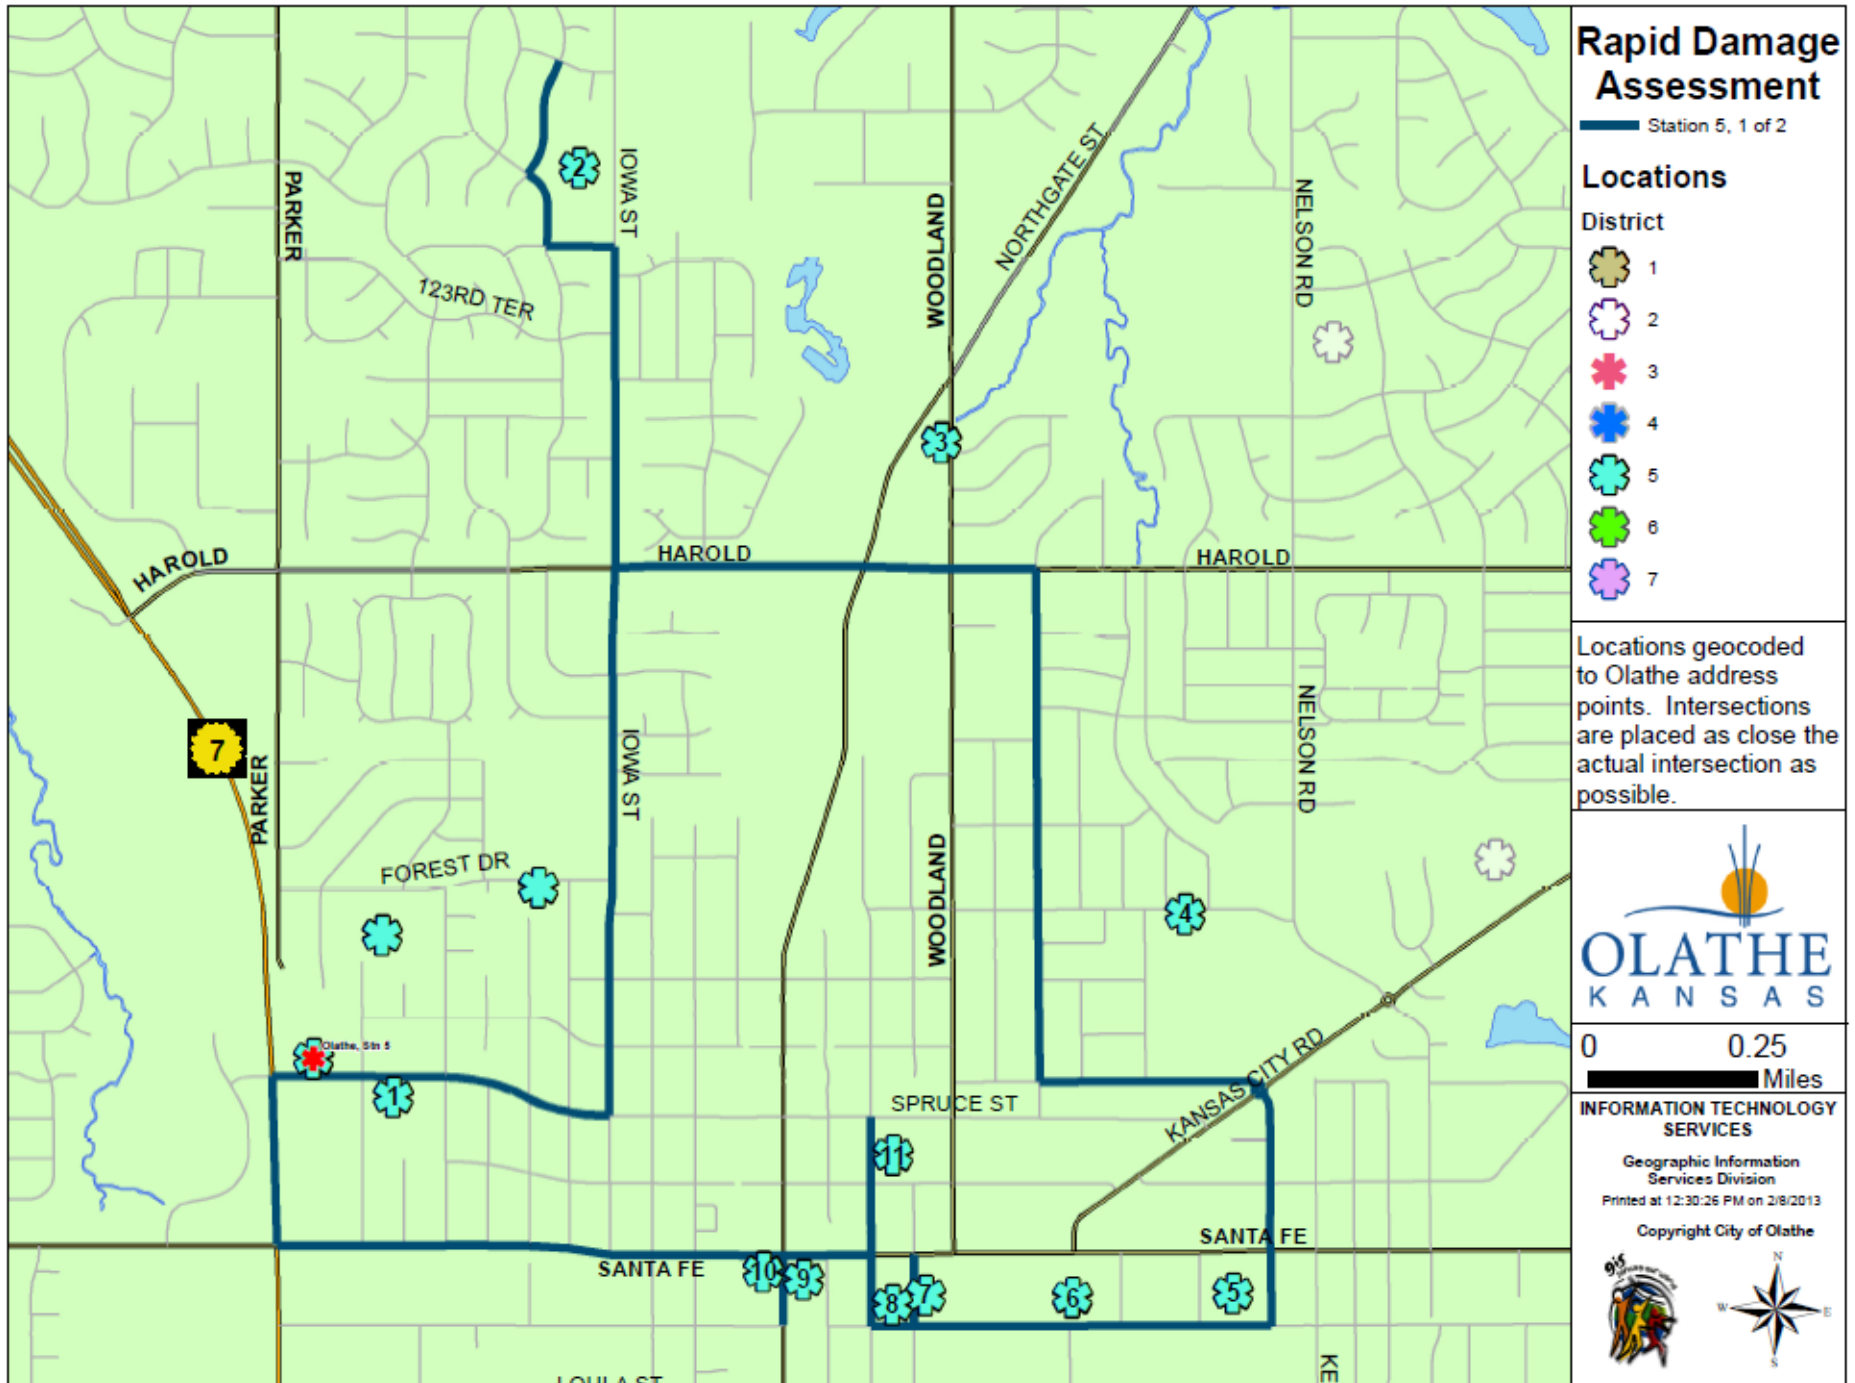 Rapid Damage
Assessment
Station 5, 1 of 2
Locations
District
1
2
3
4
5
6
7
Locations geocoded
to Olathe address
points. Intersections
are placed as close the
actual intersection as
possible.
OLATHE
KANSAS
0 0.25
Miles
INFORMATION TECHNOLOGY
SERVICES
Geographic Information
Services Division
Printed at 12:30:26 PM on 2/8/2013
Copyright City of Olathe
gis
N
W E
S
2
IOWA ST
PARKER
WOODLAND
NORTHGATE ST
NELSON RD
123RD TER
3
HAROLD
HAROLD
HAROLD
7
PARKER
IOWA ST
NELSON RD
FOREST DR
WOODLAND
4
Olathe, Stn 5
1
SPRUCE ST
KANSAS CITY RD
11
SANTA FE
SANTA FE
10
9
8
7
6
5
KE
LOULA ST